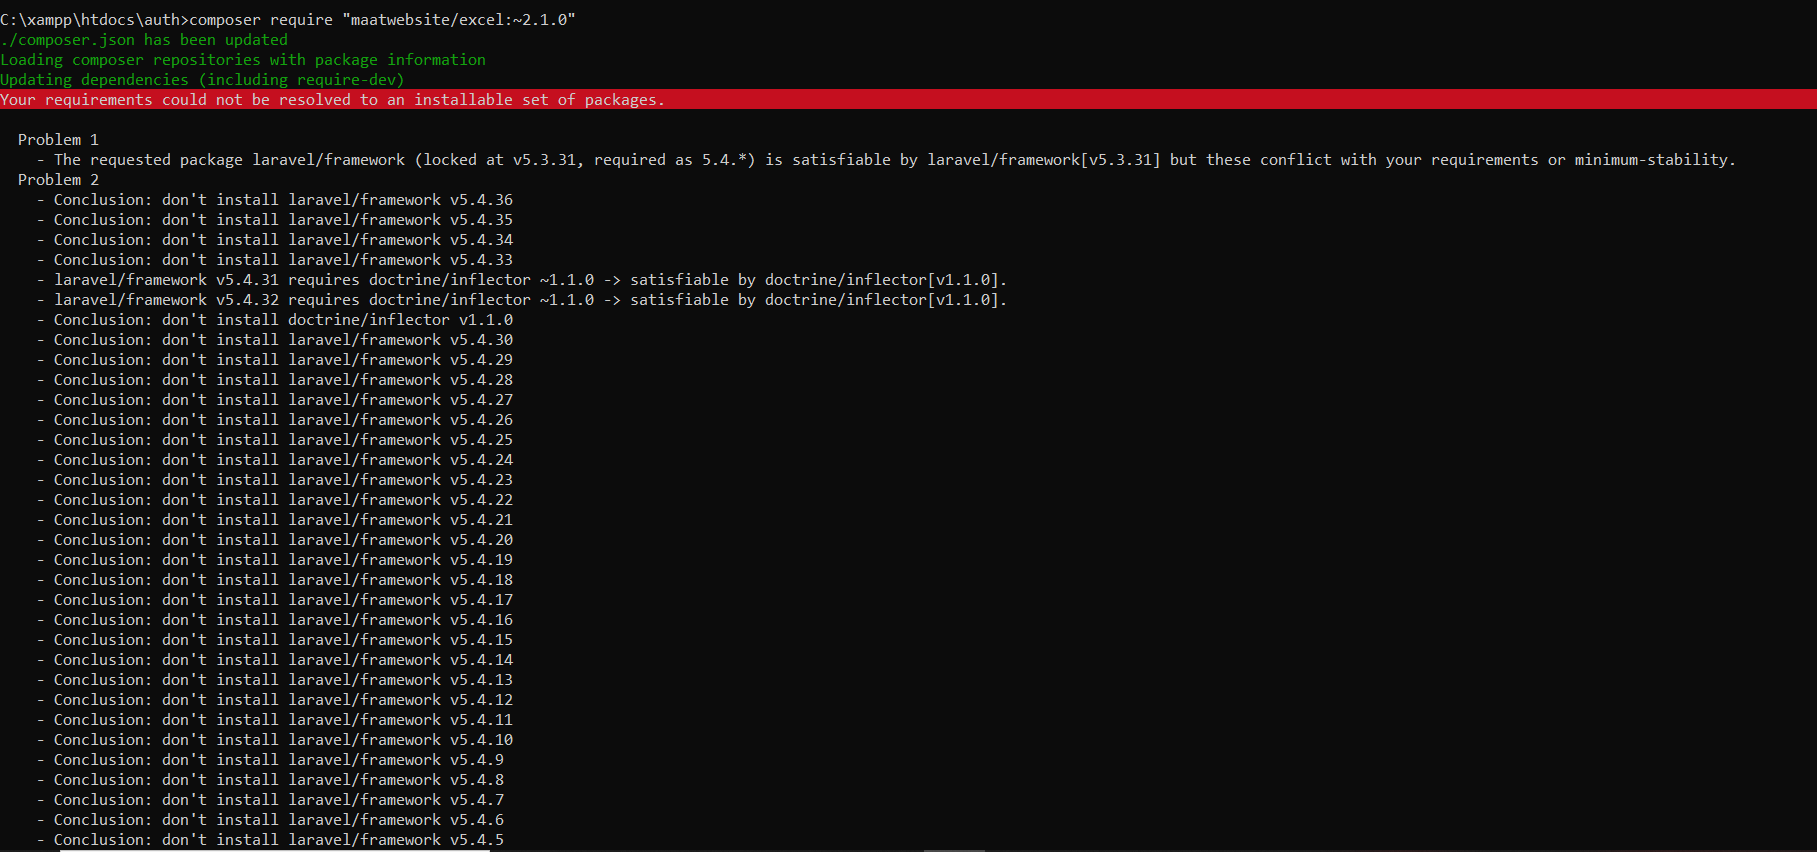 C:\xampp\htdocs\auth>composer require "maatwebsite/excel:~2.1.0"
./composer.json has been updated
Loading composer repositories with package information
Updating dependencies (including require-dev)
Your requirements could not be resolved to an installable set of packages.
Problem 1
- The requested package laravel/framework (locked at v5.3.31, required as 5.4.*) is satisfiable by laravel/framework[v5.3.31] but these conflict with your requirements or minimum-stability.
Problem 2
- Conclusion: don't install laravel/framework v5.4.36
- Conclusion: don't install laravel/framework v5.4.35
- Conclusion: don't install laravel/framework v5.4.34
- Conclusion: don't install laravel/framework v5.4.33
- laravel/framework v5.4.31 requires doctrine/inflector ~1.1.0 -> satisfiable by doctrine/inflector[v1.1.0].
- laravel/framework v5.4.32 requires doctrine/inflector ~1.1.0 -> satisfiable by doctrine/inflector[v1.1.0].
- Conclusion: don't install doctrine/inflector v1.1.0
- Conclusion: don't install laravel/framework v5.4.30
- Conclusion: don't install laravel/framework v5.4.29
- Conclusion: don't install laravel/framework v5.4.28
- Conclusion: don't install laravel/framework v5.4.27
- Conclusion: don't install laravel/framework v5.4.26
- Conclusion: don't install laravel/framework v5.4.25
- Conclusion: don't install laravel/framework v5.4.24
- Conclusion: don't install laravel/framework v5.4.23
- Conclusion: don't install laravel/framework v5.4.22
- Conclusion: don't install laravel/framework v5.4.21
- Conclusion: don't install laravel/framework v5.4.20
- Conclusion: don't install laravel/framework v5.4.19
- Conclusion: don't install laravel/framework v5.4.18
- Conclusion: don't install laravel/framework v5.4.17
- Conclusion: don't install laravel/framework v5.4.16
- Conclusion: don't install laravel/framework v5.4.15
- Conclusion: don't install laravel/framework v5.4.14
- Conclusion: don't install laravel/framework v5.4.13
- Conclusion: don't install laravel/framework v5.4.12
- Conclusion: don't install laravel/framework v5.4.11
- Conclusion: don't install laravel/framework v5.4.10
- Conclusion: don't install laravel/framework v5.4.9
- Conclusion: don't install laravel/framework v5.4.8
- Conclusion: don't install laravel/framework v5.4.7
- Conclusion: don't install laravel/framework v5.4.6
- Conclusion: don't install laravel/framework v5.4.5